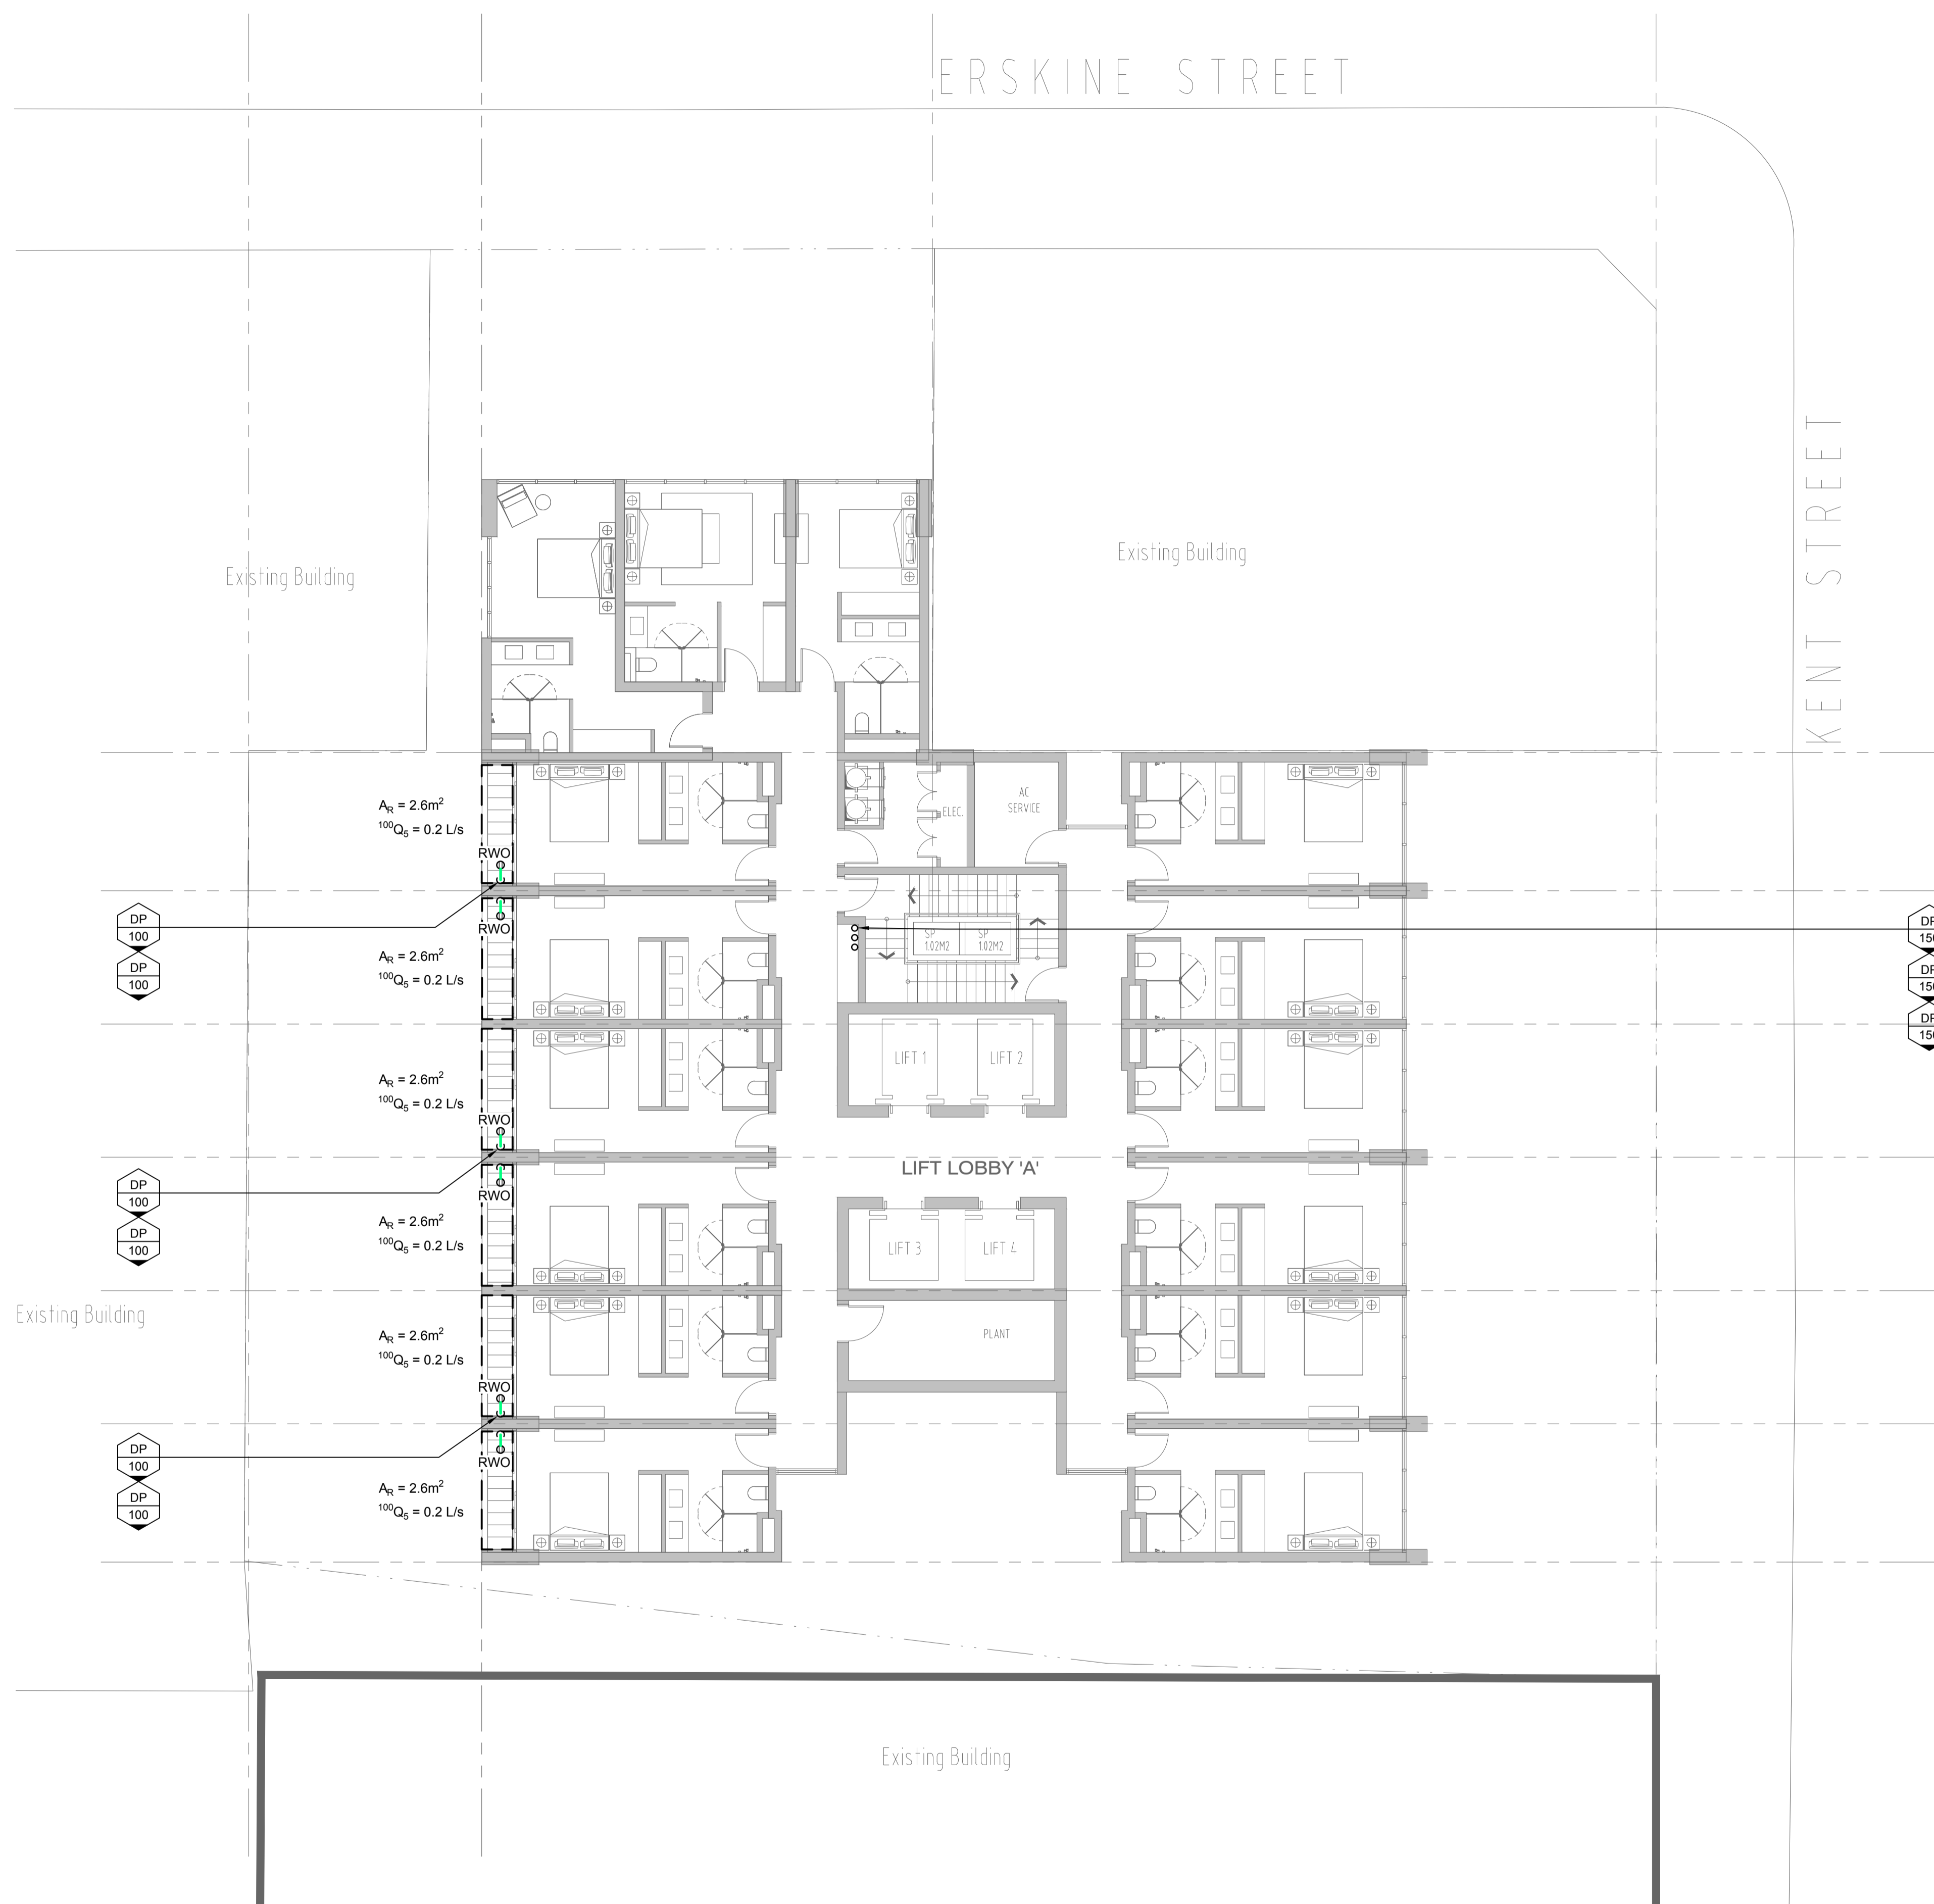 ERSKINE STREET
KENT STREET
Existing Building
Existing Building
A_R = 2.6m²
¹⁰⁰Q₅ = 0.2 L/s
RWO
AC
SERVICE
ELEC.
DP
100
DP
100
RWO
A_R = 2.6m²
¹⁰⁰Q₅ = 0.2 L/s
SP
1.02M2
SP
1.02M2
A_R = 2.6m²
¹⁰⁰Q₅ = 0.2 L/s
RWO
LIFT 1
LIFT 2
LIFT LOBBY 'A'
DP
100
DP
100
RWO
A_R = 2.6m²
¹⁰⁰Q₅ = 0.2 L/s
LIFT 3
LIFT 4
Existing Building
A_R = 2.6m²
¹⁰⁰Q₅ = 0.2 L/s
RWO
PLANT
DP
100
DP
100
RWO
A_R = 2.6m²
¹⁰⁰Q₅ = 0.2 L/s
Existing Building